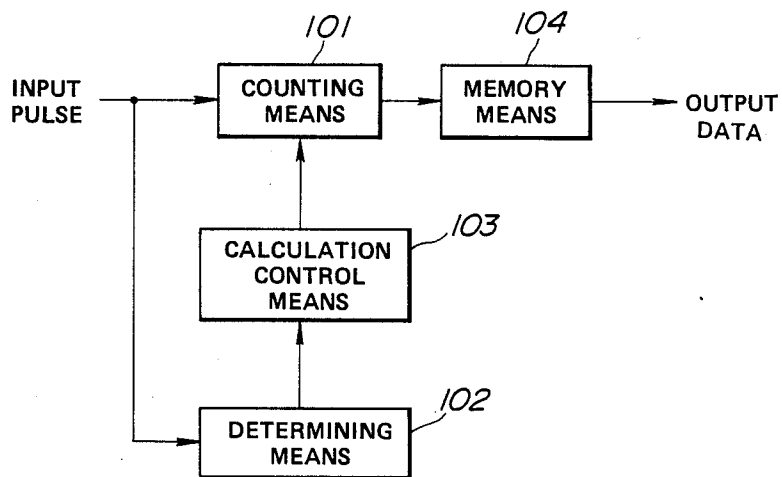 101
104
INPUT
PULSE
COUNTING
MEANS
MEMORY
MEANS
OUTPUT
DATA
103
CALCULATION
CONTROL
MEANS
102
DETERMINING
MEANS